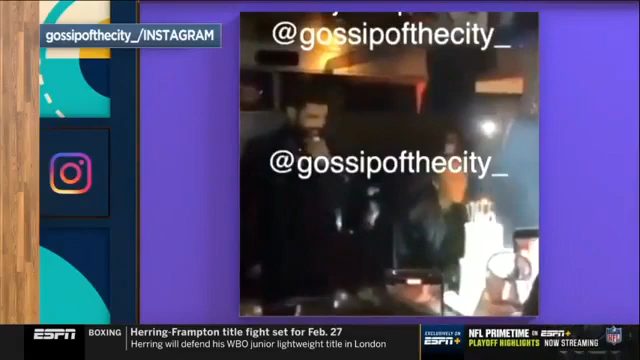 gossipofthecity_/INSTAGRAM
@gossipofthecity_
@gossipofthecity_
ESPN
BOXING
Herring-Frampton title fight set for Feb. 27
Herring will defend his WBO junior lightweight title in London
EXCLUSIVELY ON
ESPN+
NFL PRIMETIME ON ESPN+
PLAYOFF HIGHLIGHTS NOW STREAMING
NFL